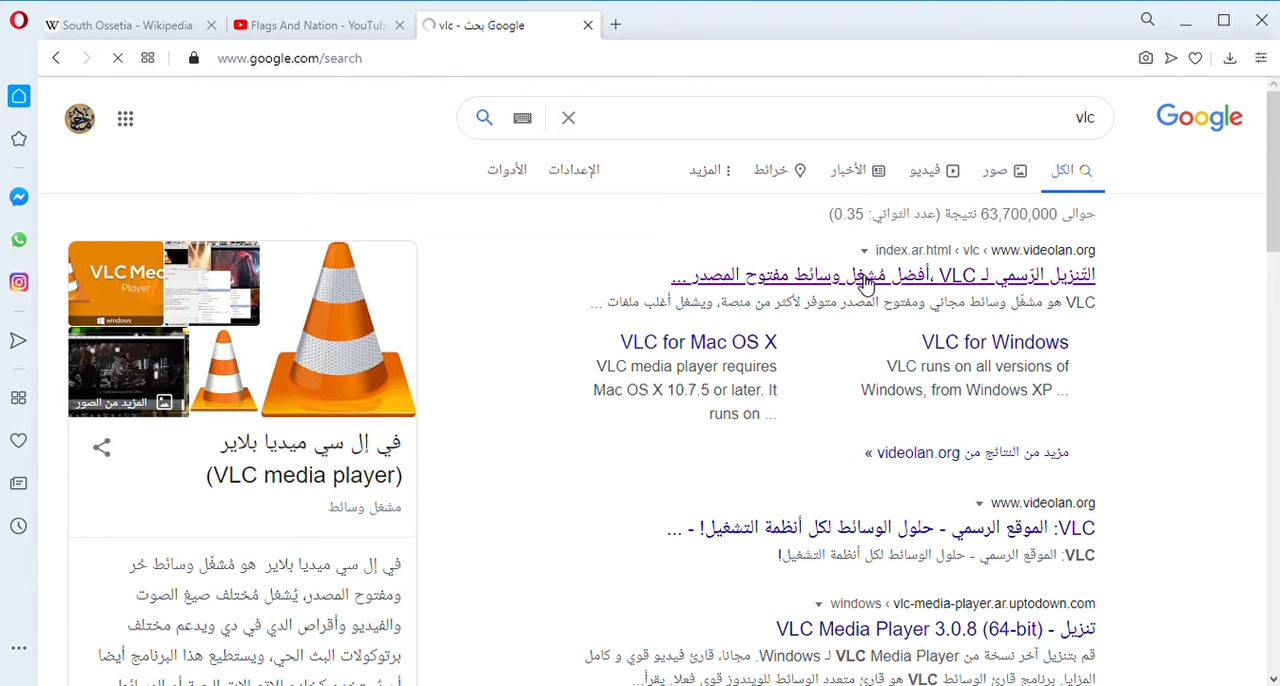 South Ossetia - Wikipedia
Flags And Nation - YouTub
vlc - بحث Google
www.google.com/search
vlc
Google
الكل
صور
فيديو
الأخبار
خرائط
المزيد
الإعدادات
الأدوات
حوالى 63,700,000 نتيجة (عدد الثواني: 0.35)
www.videolan.org › vlc › index.ar.html
التّنزيل الرّسمي لـ VLC ،أفضل مُشغل وسائط مفتوح المصدر ...
VLC هو مشغّل وسائط مجاني ومفتوح المصدر متوفر لأكثر من منصة، ويشغل أغلب ملفات ...
VLC for Windows
VLC runs on all versions of
Windows, from Windows XP ...
VLC for Mac OS X
VLC media player requires
Mac OS X 10.7.5 or later. It
runs on ...
مزيد من النتائج من videolan.org »
www.videolan.org
VLC: الموقع الرسمي - حلول الوسائط لكل أنظمة التشغيل! - ...
VLC: الموقع الرسمي - حلول الوسائط لكل أنظمة التشغيل!
vlc-media-player.ar.uptodown.com › windows
تنزيل - VLC Media Player 3.0.8 (64-bit)
قم بتنزيل آخر نسخة من VLC Media Player لـ Windows. مجانا، قارئ فيديو قوي و كامل
المزايا. برنامج قارئ الوسائط VLC هو قارئ متعدد الوسائط للويندوز قوي فعلا. يقرأ...
VLC Med
Player
windows
المزيد من الصور
في إل سي ميديا بلاير
(VLC media player)
مشغل وسائط
في إل سي ميديا بلاير هو مُشغّل وسائط حُر
ومفتوح المصدر، يُشغل مُختلف صيغ الصوت
والفيديو وأقراص الدي في دي ويدعم مختلف
برتوكولات البث الحي، ويستطيع هذا البرنامج أيضا